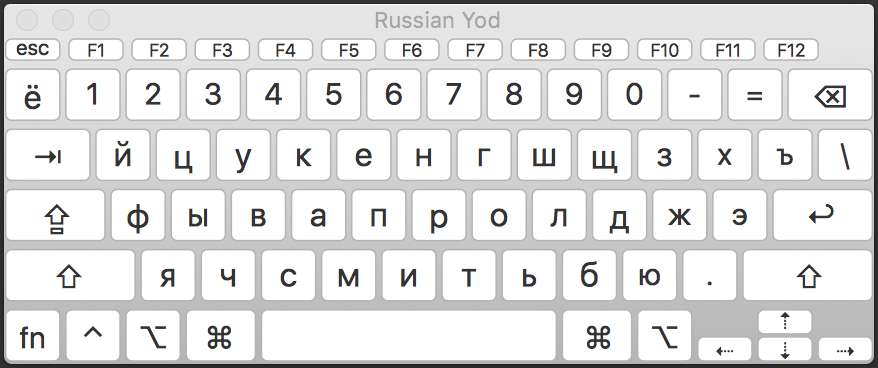 Russian Yod
esc F1 F2 F3 F4 F5 F6 F7 F8 F9 F10 F11 F12
ё 1 2 3 4 5 6 7 8 9 0 - = ⌫
⇥ й ц у к е н г ш щ з х ъ \
⇪ ф ы в а п р о л д ж э ↩
⇧ я ч с м и т ь б ю . ⇧
fn ^ ⌥ ⌘ ⌘ ⌥ ⇠ ⇡ ⇣ ⇢